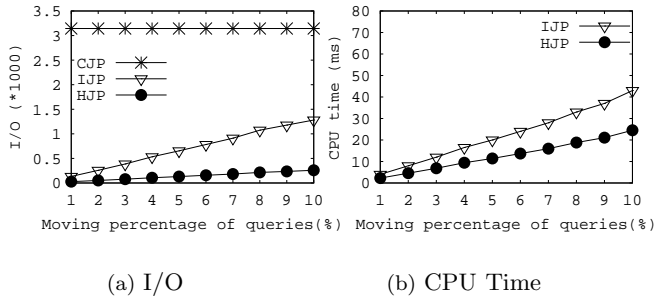 I/O (*1000)
3.5
3
2.5
2
1.5
1
0.5
0
CJP
IJP
HJP
1 2 3 4 5 6 7 8 9 10
Moving percentage of queries(%)
(a) I/O
CPU time (ms)
80
70
60
50
40
30
20
10
0
IJP
HJP
1 2 3 4 5 6 7 8 9 10
Moving percentage of queries(%)
(b) CPU Time